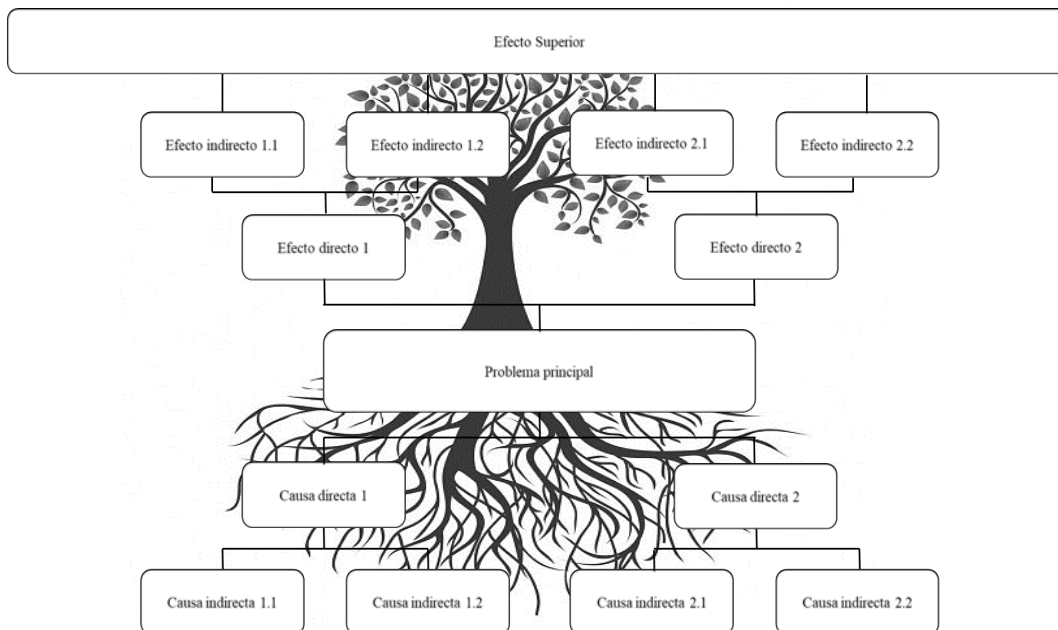 Efecto Superior
Efecto indirecto 1.1
Efecto indirecto 1.2
Efecto indirecto 2.1
Efecto indirecto 2.2
Efecto directo 1
Efecto directo 2
Problema principal
Causa directa 1
Causa directa 2
Causa indirecta 1.1
Causa indirecta 1.2
Causa indirecta 2.1
Causa indirecta 2.2